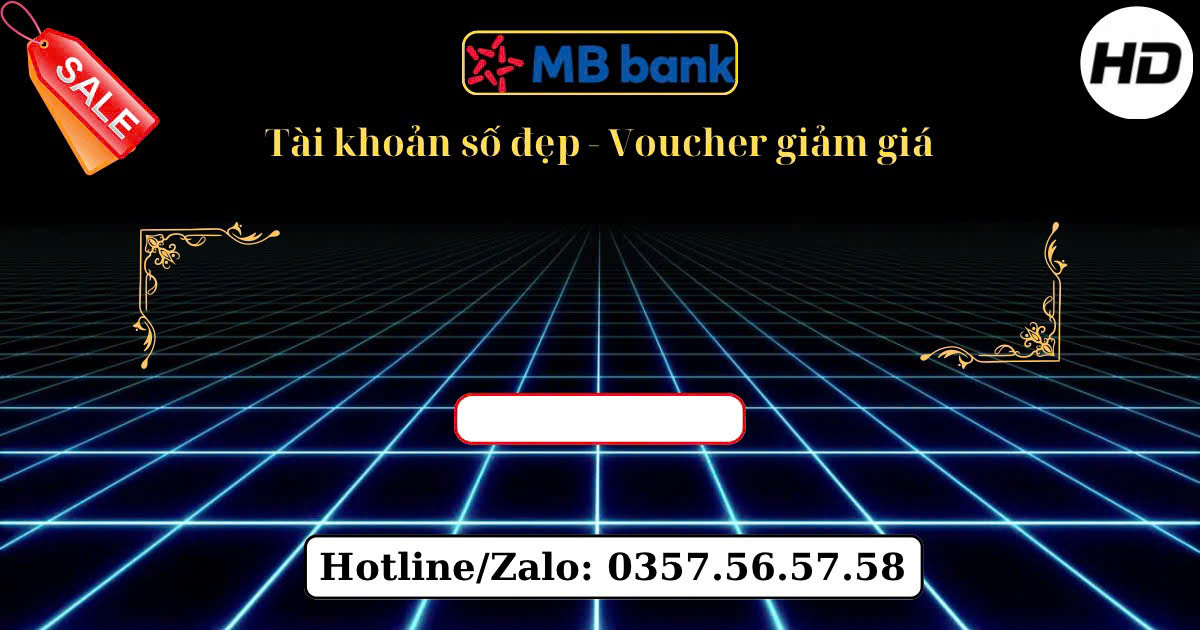 SALE
MB bank
HD
Tài khoản số đẹp - Voucher giảm giá
Hotline/Zalo: 0357.56.57.58